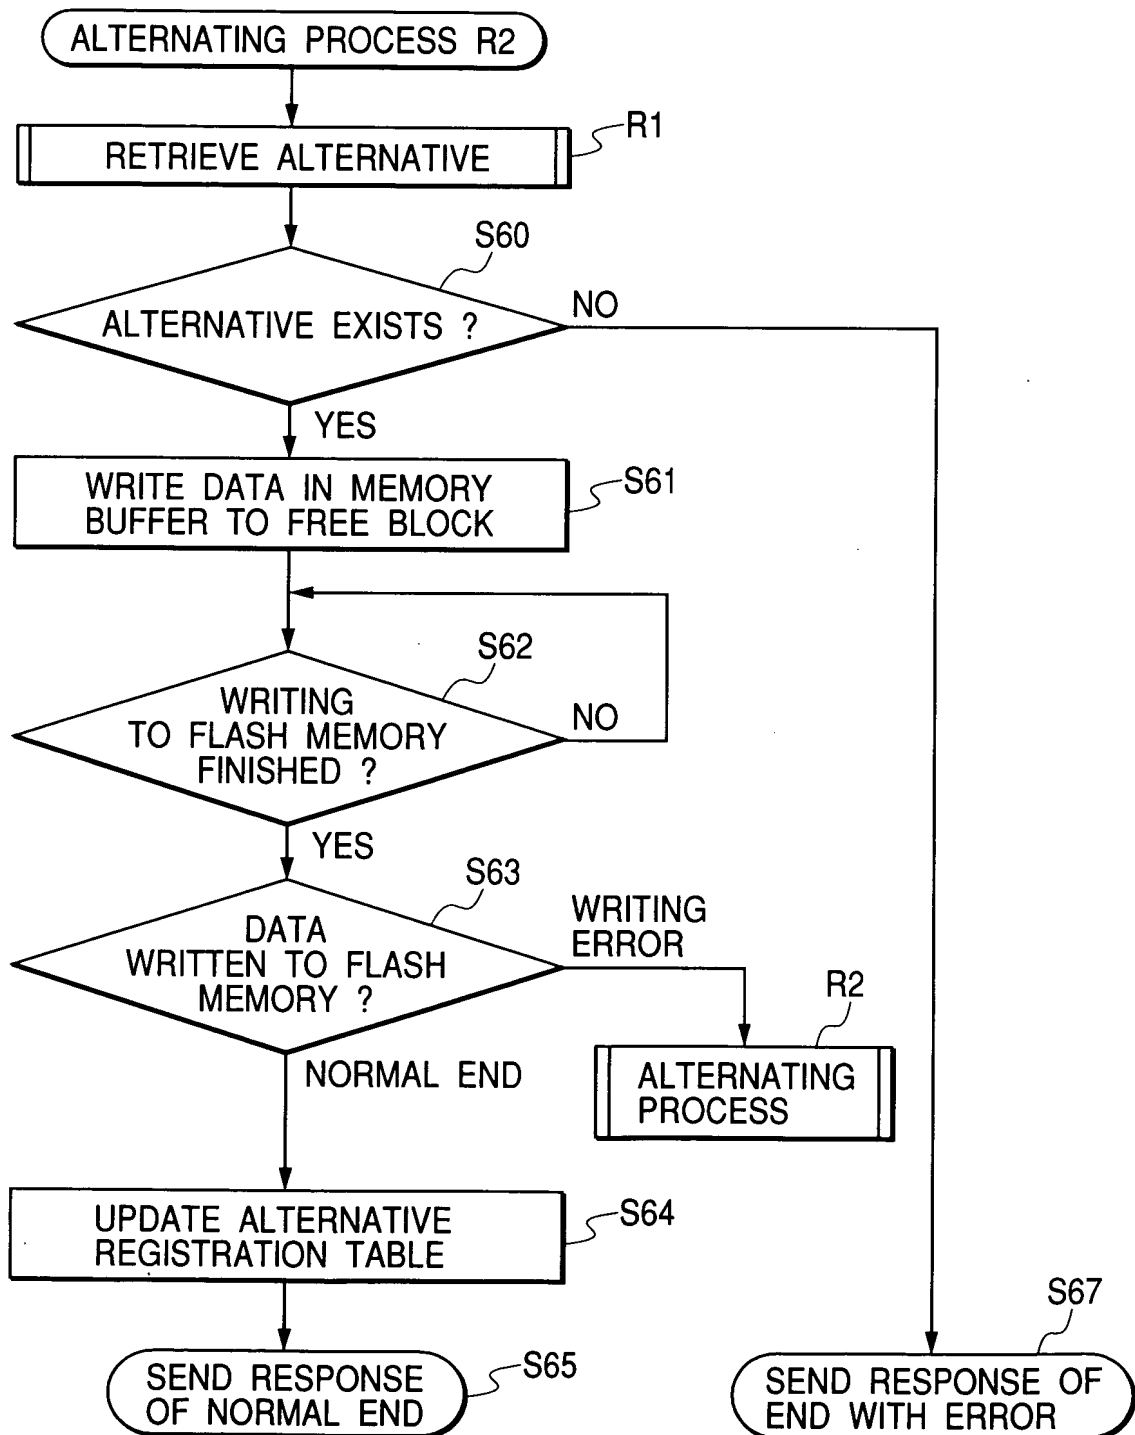 ALTERNATING PROCESS R2
R1
RETRIEVE ALTERNATIVE
S60
ALTERNATIVE EXISTS ?
NO
YES
S61
WRITE DATA IN MEMORY
BUFFER TO FREE BLOCK
S62
WRITING
TO FLASH MEMORY
FINISHED ?
NO
YES
S63
DATA
WRITTEN TO FLASH
MEMORY ?
WRITING
ERROR
R2
ALTERNATING
PROCESS
NORMAL END
S64
UPDATE ALTERNATIVE
REGISTRATION TABLE
S65
SEND RESPONSE
OF NORMAL END
S67
SEND RESPONSE OF
END WITH ERROR